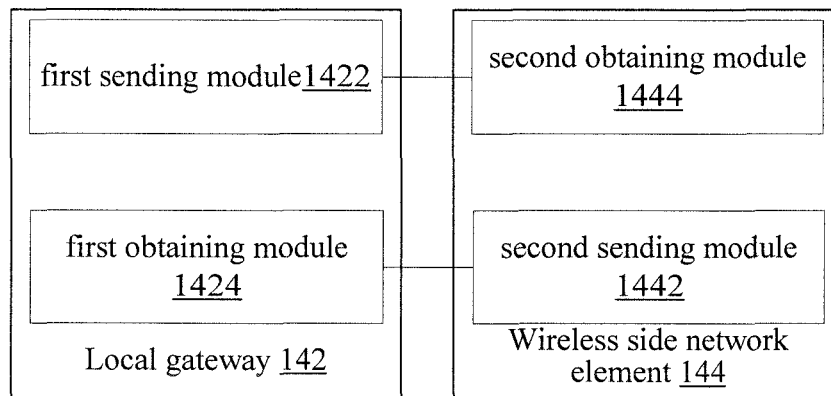 first sending module1422
second obtaining module
1444
first obtaining module
1424
second sending module
1442
Local gateway 142
Wireless side network
element 144